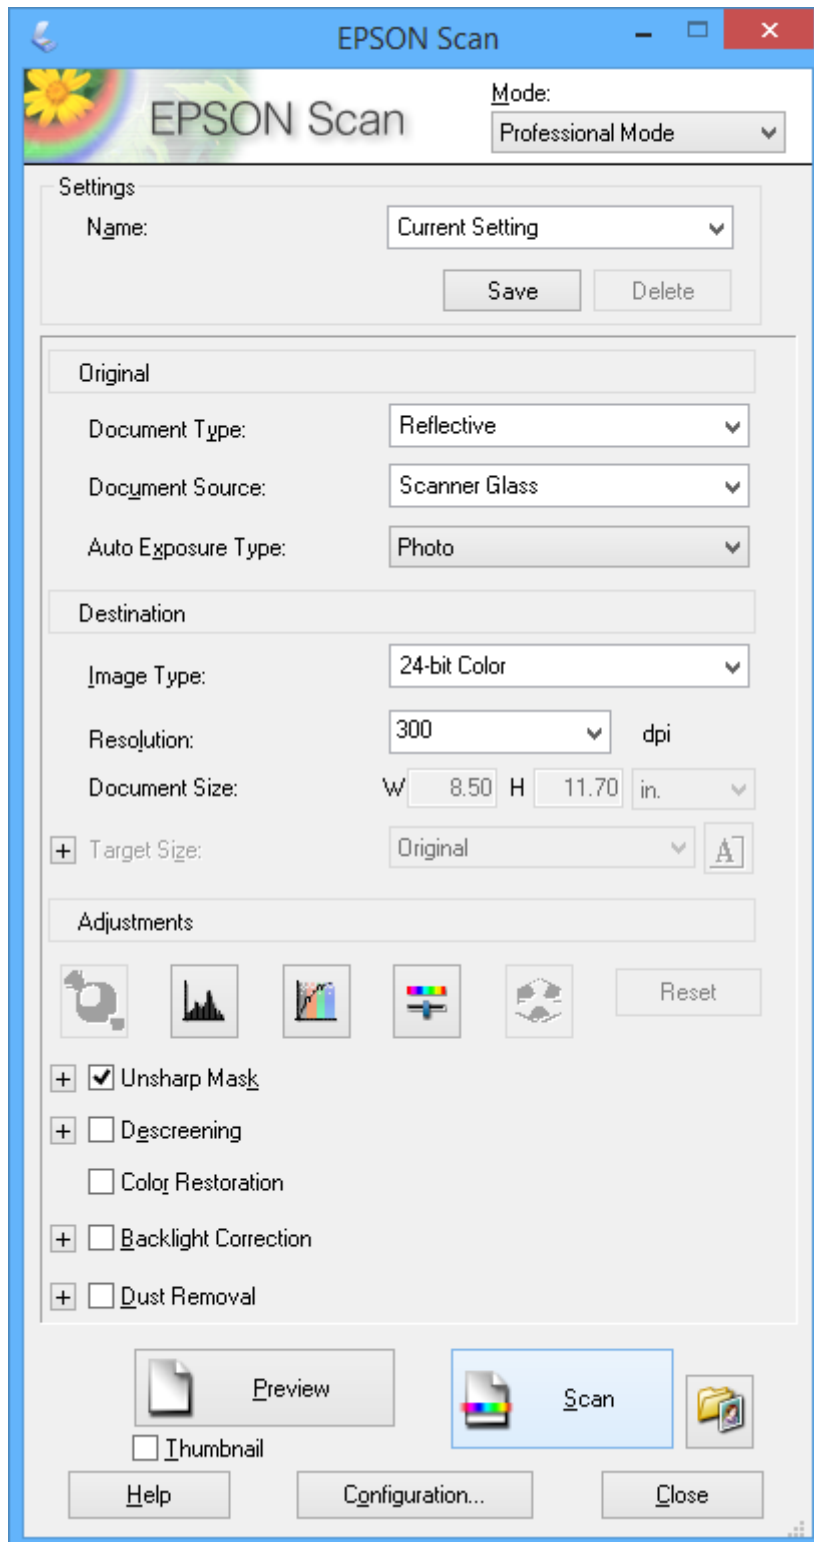 EPSON Scan
EPSON Scan
Mode:
Professional Mode
Settings
Name: Current Setting
Save Delete
Original
Document Type: Reflective
Document Source: Scanner Glass
Auto Exposure Type: Photo
Destination
Image Type: 24-bit Color
Resolution: 300 dpi
Document Size: W 8.50 H 11.70 in.
+ Target Size: Original A
Adjustments
Reset
+ Unsharp Mask
+ Descreening
Color Restoration
+ Backlight Correction
+ Dust Removal
Preview Scan
Thumbnail
Help Configuration... Close